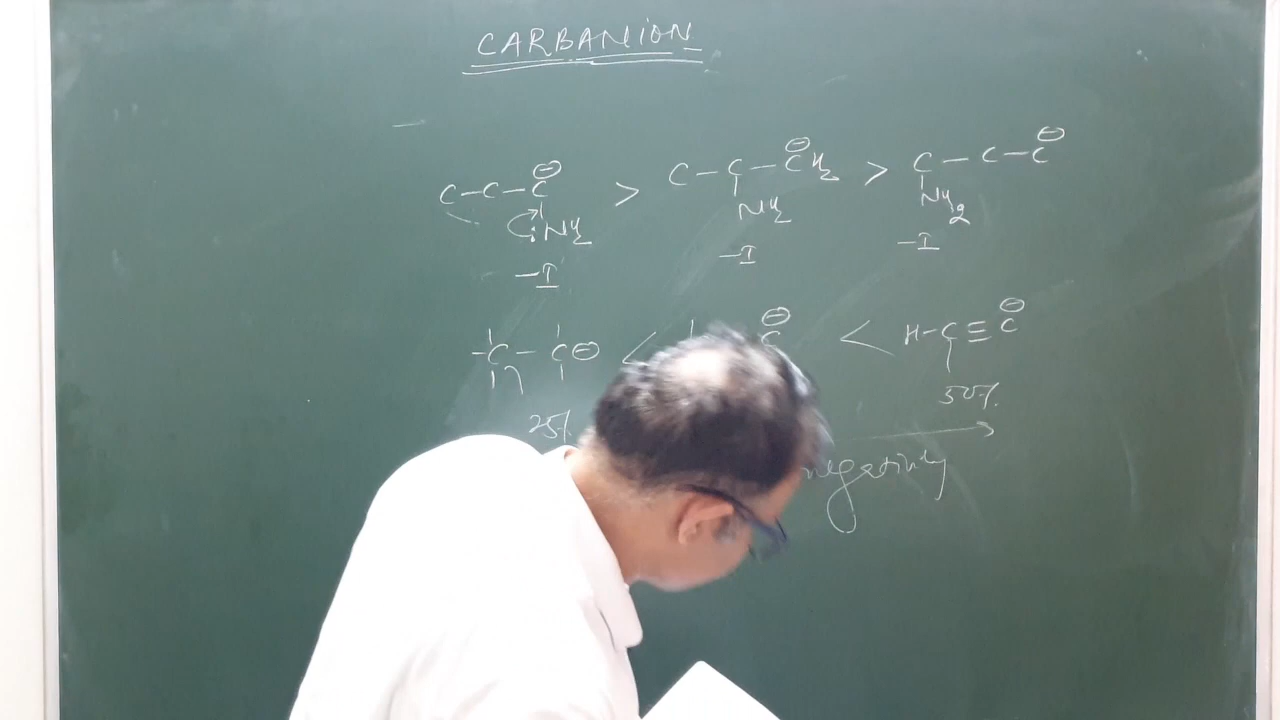 CARBANION
C-C-C⊖ > C-C-C⊖H2 > C-C-C⊖
:NH2 NH2 NH2
-I -I -I
-C-C⊖ < C⊖ < H-C≡C⊖
25% 50%
negativity